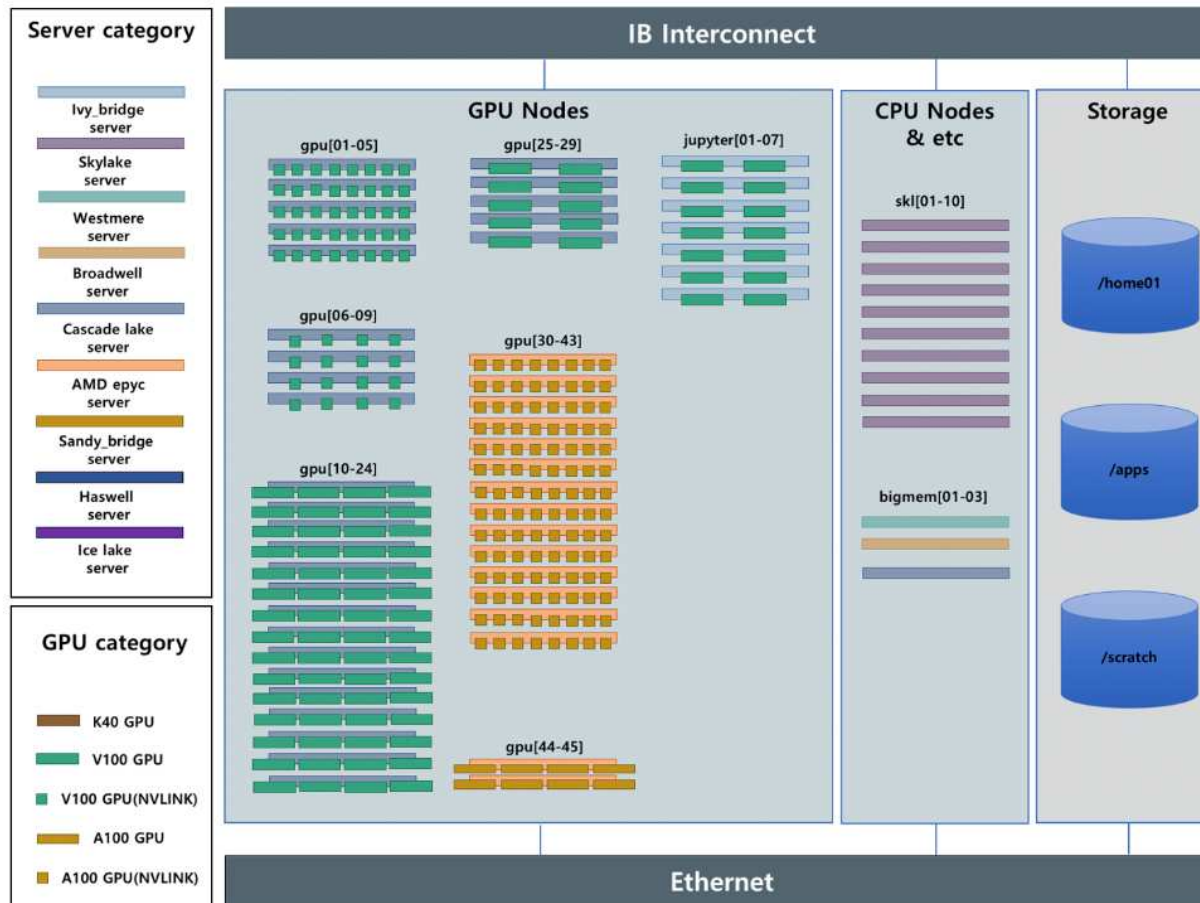 Server category
Ivy_bridge
server
Skylake
server
Westmere
server
Broadwell
server
Cascade lake
server
AMD epyc
server
Sandy_bridge
server
Haswell
server
Ice lake
server
GPU category
K40 GPU
V100 GPU
V100 GPU(NVLINK)
A100 GPU
A100 GPU(NVLINK)
IB Interconnect
GPU Nodes
gpu[01-05]
gpu[25-29]
jupyter[01-07]
gpu[06-09]
gpu[30-43]
gpu[10-24]
gpu[44-45]
CPU Nodes
& etc
skl[01-10]
bigmem[01-03]
Storage
/home01
/apps
/scratch
Ethernet